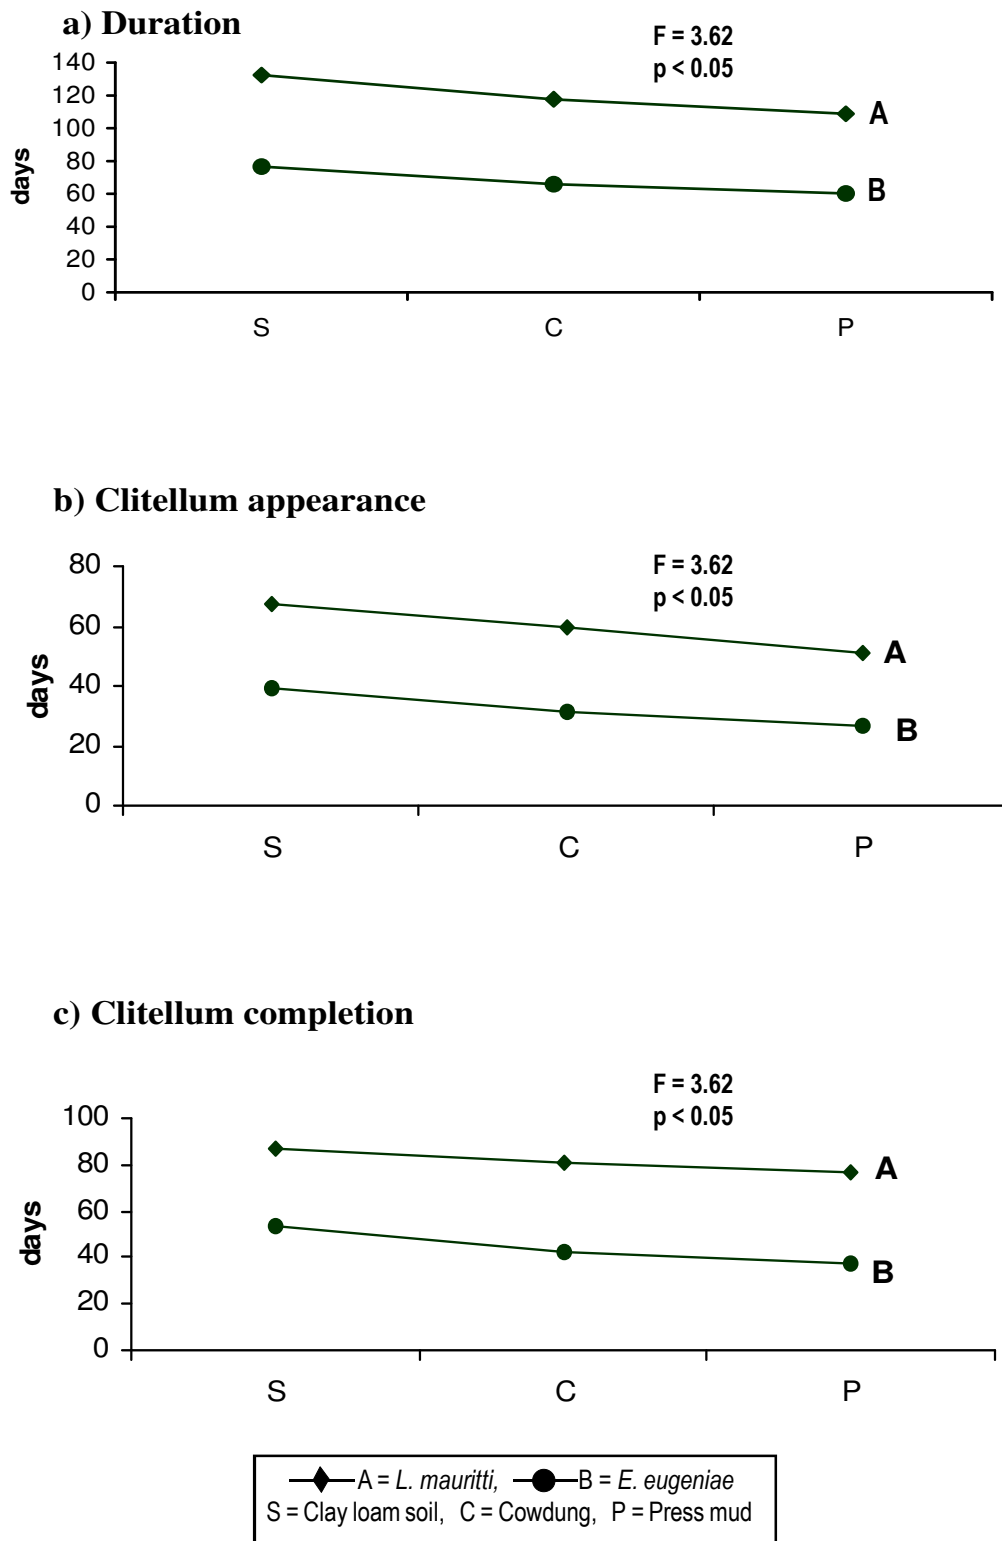 a) Duration
F = 3.62
p < 0.05
140
120
100
80
60
40
20
0
days
A
B
S C P
b) Clitellum appearance
F = 3.62
p < 0.05
80
60
40
20
0
days
A
B
S C P
c) Clitellum completion
F = 3.62
p < 0.05
100
80
60
40
20
0
days
A
B
S C P
A = L. mauritti, B = E. eugeniae
S = Clay loam soil, C = Cowdung, P = Press mud